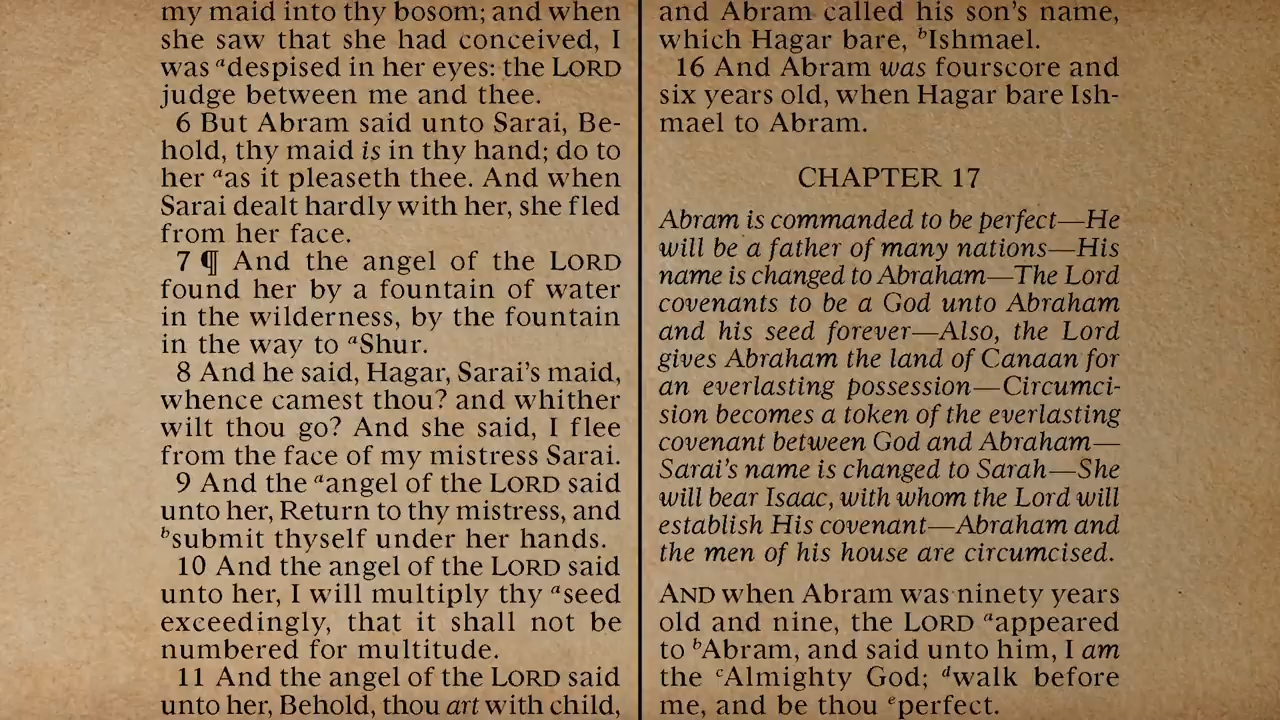 my maid into thy bosom; and when
she saw that she had conceived, I
was ᵃdespised in her eyes: the LORD
judge between me and thee.
6 But Abram said unto Sarai, Be-
hold, thy maid is in thy hand; do to
her ᵃas it pleaseth thee. And when
Sarai dealt hardly with her, she fled
from her face.
7 ¶ And the angel of the LORD
found her by a fountain of water
in the wilderness, by the fountain
in the way to ᵃShur.
8 And he said, Hagar, Sarai's maid,
whence camest thou? and whither
wilt thou go? And she said, I flee
from the face of my mistress Sarai.
9 And the ᵃangel of the LORD said
unto her, Return to thy mistress, and
ᵇsubmit thyself under her hands.
10 And the angel of the LORD said
unto her, I will multiply thy ᵃseed
exceedingly, that it shall not be
numbered for multitude.
11 And the angel of the LORD said
unto her, Behold, thou art with child,
and Abram called his son's name,
which Hagar bare, ᵇIshmael.
16 And Abram was fourscore and
six years old, when Hagar bare Ish-
mael to Abram.
CHAPTER 17
Abram is commanded to be perfect—He
will be a father of many nations—His
name is changed to Abraham—The Lord
covenants to be a God unto Abraham
and his seed forever—Also, the Lord
gives Abraham the land of Canaan for
an everlasting possession—Circumci-
sion becomes a token of the everlasting
covenant between God and Abraham—
Sarai's name is changed to Sarah—She
will bear Isaac, with whom the Lord will
establish His covenant—Abraham and
the men of his house are circumcised.
AND when Abram was ninety years
old and nine, the LORD ᵃappeared
to ᵇAbram, and said unto him, I am
the ᶜAlmighty God; ᵈwalk before
me, and be thou ᵉperfect.